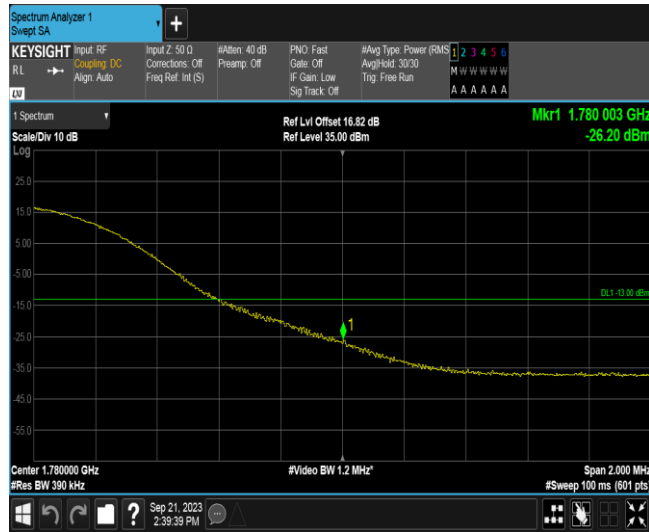 Spectrum Analyzer 1
Swept SA
KEYSIGHT
RL
LXI
Input: RF
Coupling: DC
Align: Auto
Input Z: 50 Ω
Corrections: Off
Freq Ref: Int (S)
#Atten: 40 dB
Preamp: Off
PNO: Fast
Gate: Off
IF Gain: Low
Sig Track: Off
#Avg Type: Power (RMS
Avg|Hold: 30/30
Trig: Free Run
1 2 3 4 5 6
M W W W W W
A A A A A A
1 Spectrum
Scale/Div 10 dB
Log
Ref Lvl Offset 16.82 dB
Ref Level 35.00 dBm
Mkr1 1.780 003 GHz
-26.20 dBm
25.0
15.0
5.00
-5.00
DL1 -13.00 dBm
-15.0
1
-25.0
-35.0
-45.0
-55.0
Center 1.780000 GHz
#Res BW 390 kHz
#Video BW 1.2 MHz*
Span 2.000 MHz
#Sweep 100 ms (601 pts)
Sep 21, 2023
2:39:39 PM